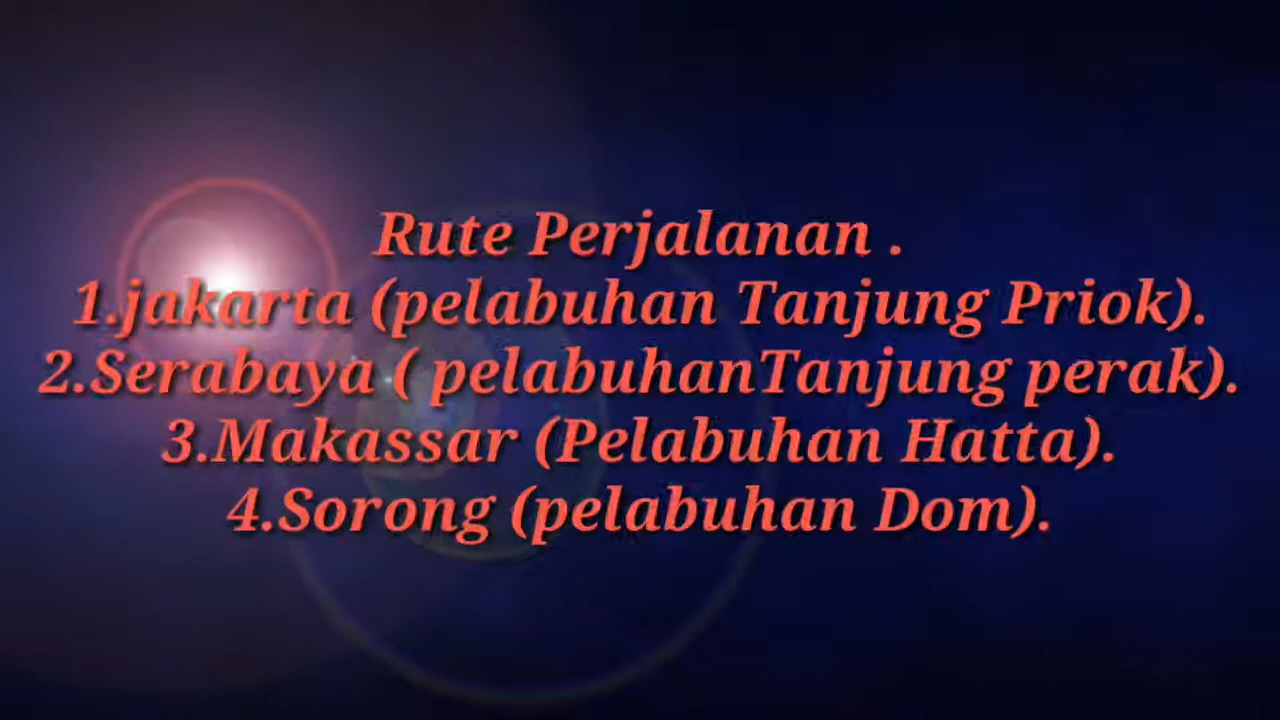 Rute Perjalanan .
1.jakarta (pelabuhan Tanjung Priok).
2.Serabaya ( pelabuhanTanjung perak).
3.Makassar (Pelabuhan Hatta).
4.Sorong (pelabuhan Dom).